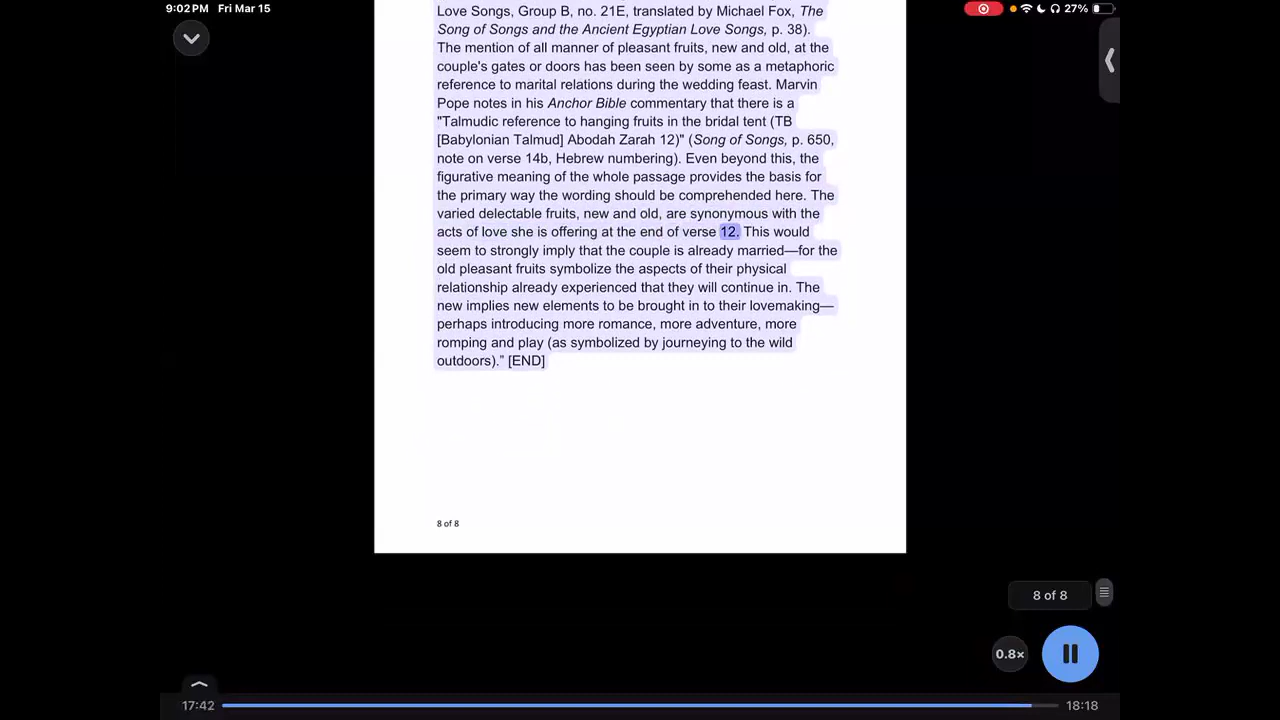 9:02 PM Fri Mar 15
27%
Love Songs, Group B, no. 21E, translated by Michael Fox, The
Song of Songs and the Ancient Egyptian Love Songs, p. 38).
The mention of all manner of pleasant fruits, new and old, at the
couple's gates or doors has been seen by some as a metaphoric
reference to marital relations during the wedding feast. Marvin
Pope notes in his Anchor Bible commentary that there is a
"Talmudic reference to hanging fruits in the bridal tent (TB
[Babylonian Talmud] Abodah Zarah 12)" (Song of Songs, p. 650,
note on verse 14b, Hebrew numbering). Even beyond this, the
figurative meaning of the whole passage provides the basis for
the primary way the wording should be comprehended here. The
varied delectable fruits, new and old, are synonymous with the
acts of love she is offering at the end of verse 12. This would
seem to strongly imply that the couple is already married—for the
old pleasant fruits symbolize the aspects of their physical
relationship already experienced that they will continue in. The
new implies new elements to be brought in to their lovemaking—
perhaps introducing more romance, more adventure, more
romping and play (as symbolized by journeying to the wild
outdoors).” [END]
8 of 8
8 of 8
0.8×
17:42
18:18